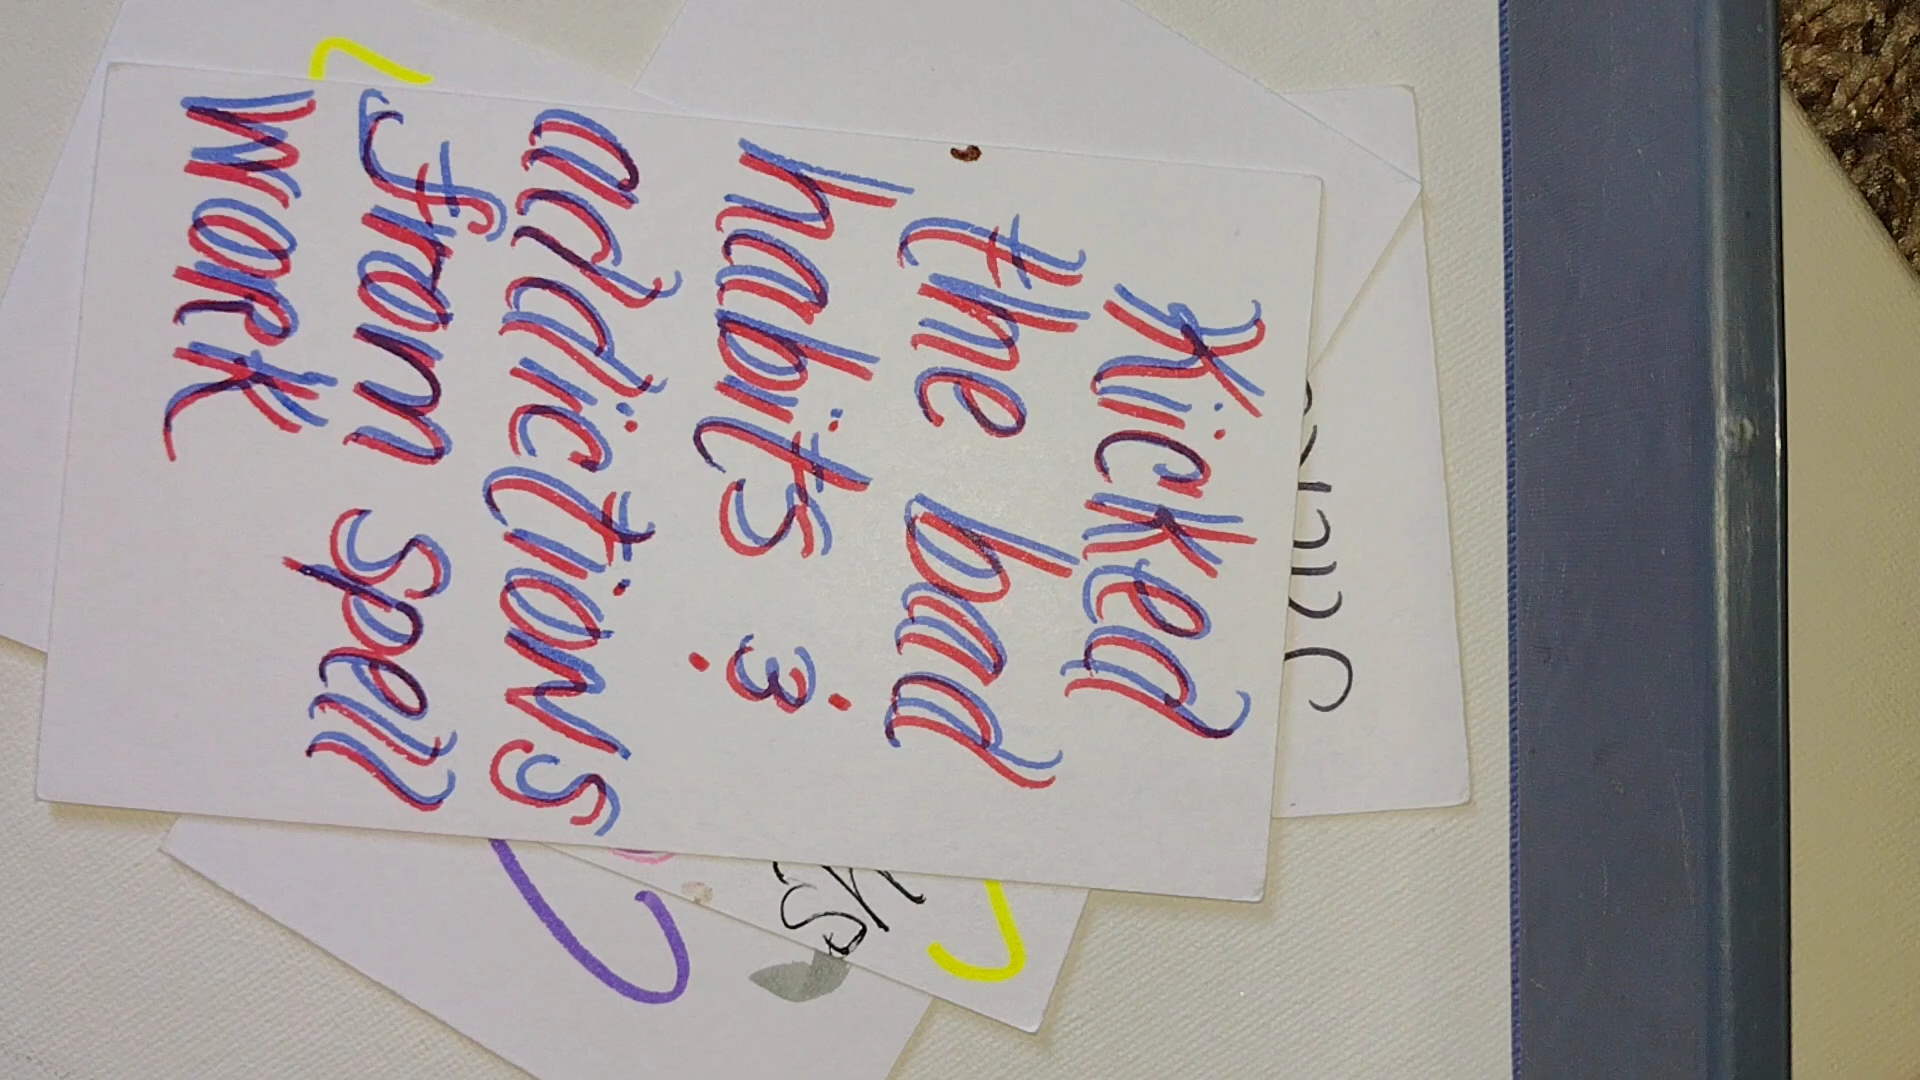 Kicked
the bad
habits &
addictions
from spell
work